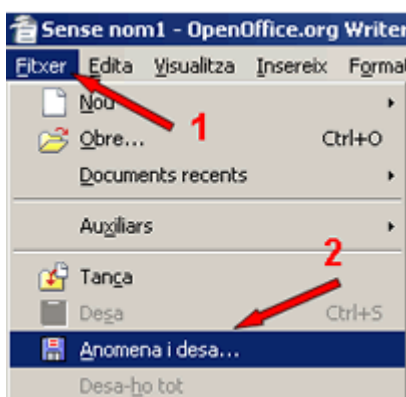 Sense nom1 - OpenOffice.org Writer
Fitxer Edita Visualitza Insereix Format
1
Nou
Obre... Ctrl+O
Documents recents
Auxiliars
2
Tanca
Desa Ctrl+S
Anomena i desa...
Desa-ho tot